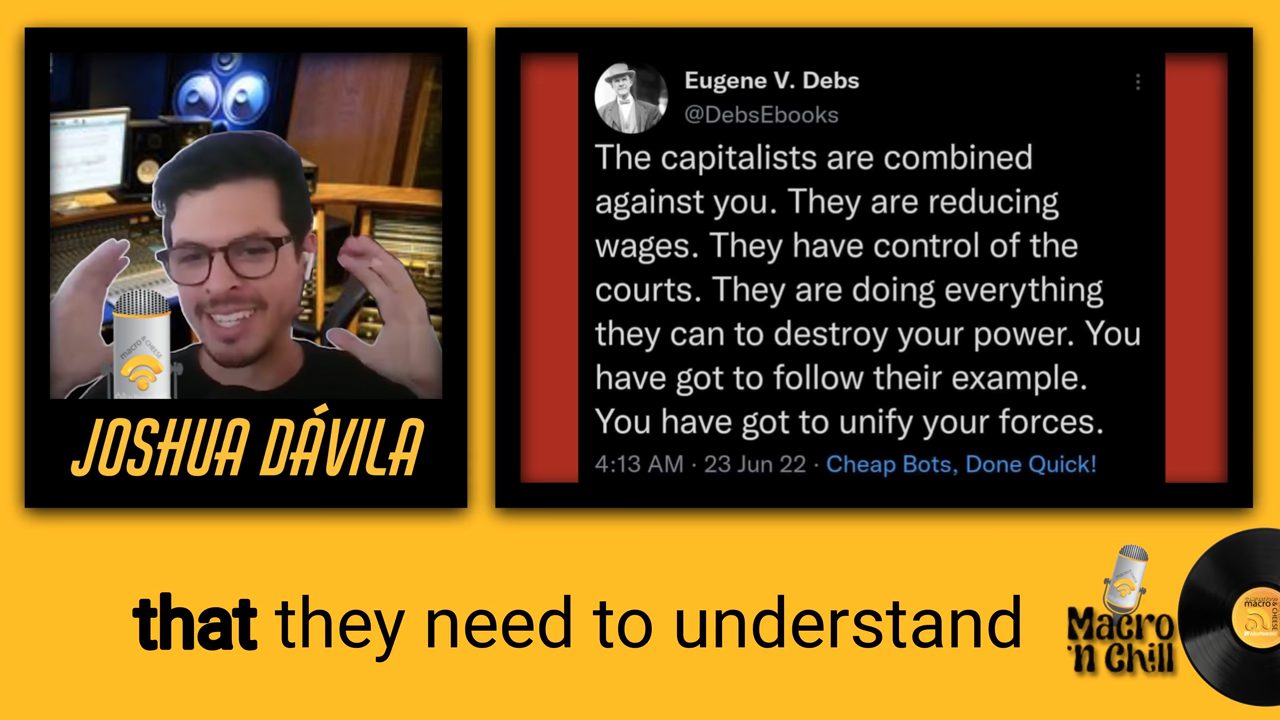 JOSHUA DÁVILA
Eugene V. Debs
@DebsEbooks
The capitalists are combined
against you. They are reducing
wages. They have control of the
courts. They are doing everything
they can to destroy your power. You
have got to follow their example.
You have got to unify your forces.
4:13 AM · 23 Jun 22 · Cheap Bots, Done Quick!
that they need to understand
Macro
'N Chill
macro